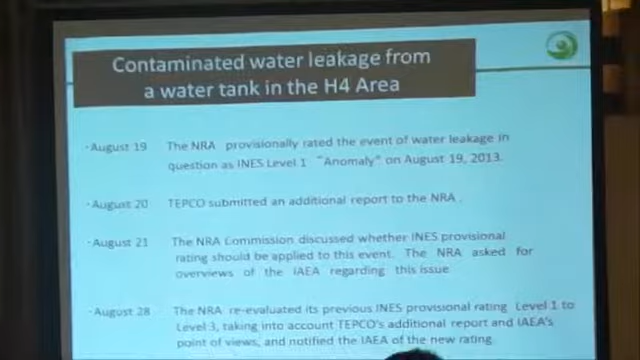 Contaminated water leakage from
a water tank in the H4 Area
·August 19 The NRA provisionally rated the event of water leakage in
question as INES Level 1 "Anomaly" on August 19, 2013.
·August 20 TEPCO submitted an additional report to the NRA .
·August 21 The NRA Commission discussed whether INES provisional
rating should be applied to this event. The NRA asked for
overviews of the IAEA regarding this issue
·August 28 The NRA re-evaluated its previous INES provisional rating Level 1 to
Level 3, taking into account TEPCO's additional report and IAEA's
point of views, and notified the IAEA of the new rating.